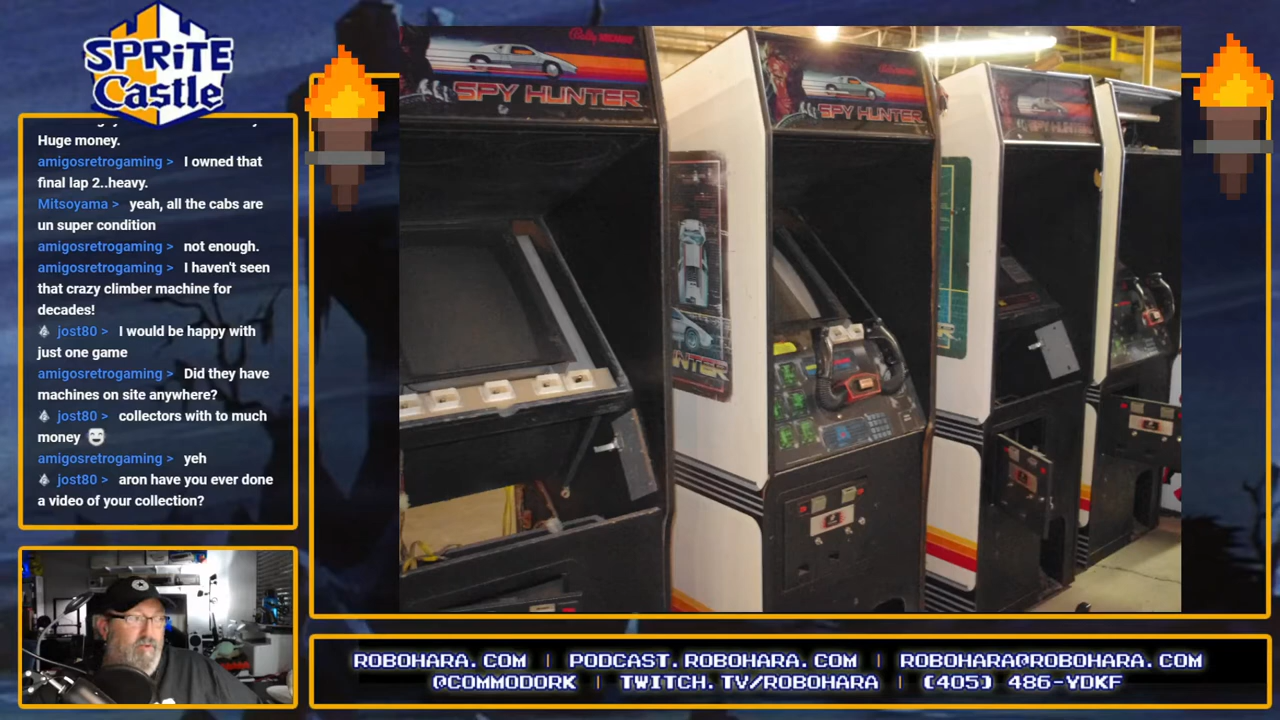 SPRITE
Castle
Huge money.
amigosretrogaming > I owned that
final lap 2..heavy.
Mitsoyama > yeah, all the cabs are
un super condition
amigosretrogaming > not enough.
amigosretrogaming > I haven't seen
that crazy climber machine for
decades!
jost80 > I would be happy with
just one game
amigosretrogaming > Did they have
machines on site anywhere?
jost80 > collectors with to much
money
amigosretrogaming > yeh
jost80 > aron have you ever done
a video of your collection?
Bally MIDWAY
SPY HUNTER
SPY HUNTER
SPY HUNTER
ROBOHARA.COM | PODCAST.ROBOHARA.COM | ROBOHARA@ROBOHARA.COM
@COMMODORK | TWITCH.TV/ROBOHARA | (405) 486-YDKF